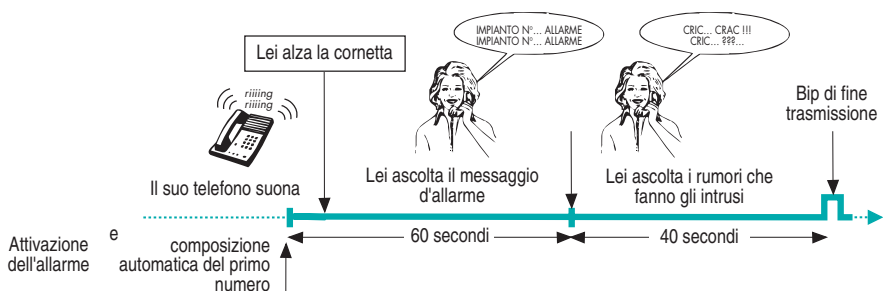 IMPIANTO N°... ALLARME
IMPIANTO N°... ALLARME
CRIC... CRAC !!!
CRIC... ???...
Lei alza la cornetta
riiiing
riiiing
Bip di fine
trasmissione
Il suo telefono suona
Lei ascolta il messaggio
d'allarme
Lei ascolta i rumori che
fanno gli intrusi
60 secondi
40 secondi
Attivazione
dell'allarme
e
composizione
automatica del primo
numero